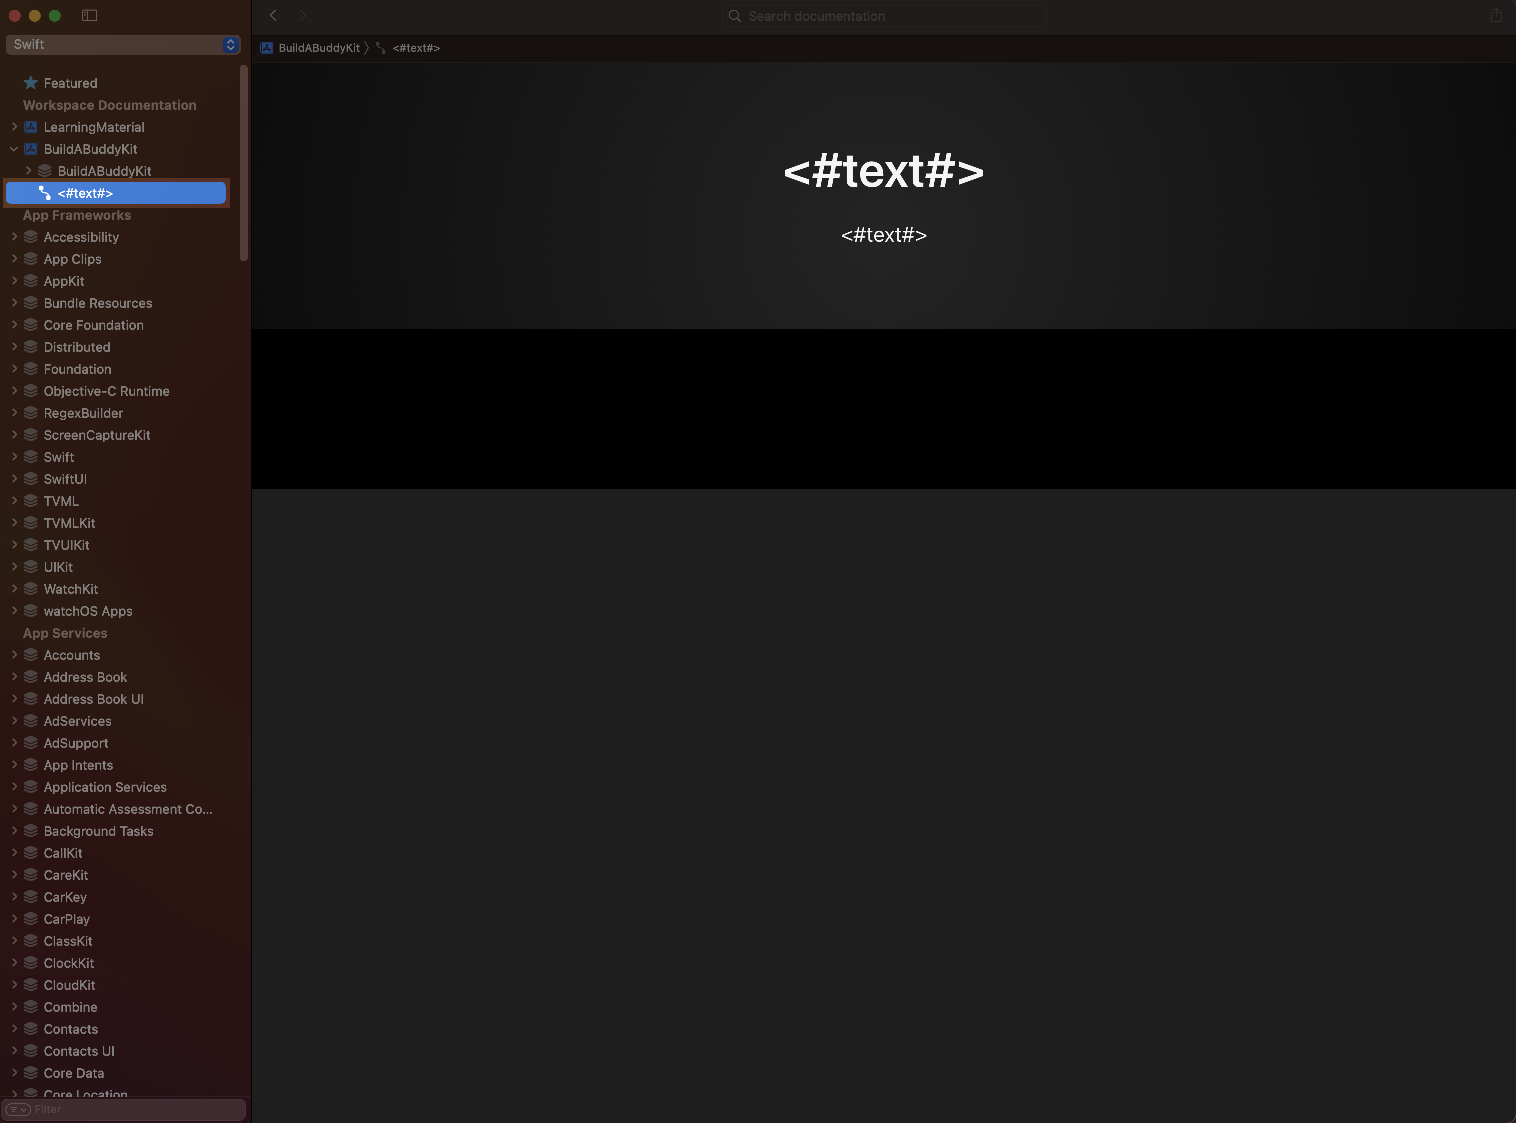 Swift
Featured
Workspace Documentation
LearningMaterial
BuildABuddyKit
BuildABuddyKit
<#text#>
App Frameworks
Accessibility
App Clips
AppKit
Bundle Resources
Core Foundation
Distributed
Foundation
Objective-C Runtime
RegexBuilder
ScreenCaptureKit
Swift
SwiftUI
TVML
TVMLKit
TVUIKit
UIKit
WatchKit
watchOS Apps
App Services
Accounts
Address Book
Address Book UI
AdServices
AdSupport
App Intents
Application Services
Automatic Assessment Co...
Background Tasks
CallKit
CareKit
CarKey
CarPlay
ClassKit
ClockKit
CloudKit
Combine
Contacts
Contacts UI
Core Data
Core Location
Filter
Search documentation
BuildABuddyKit 〉 <#text#>
<#text#>
<#text#>